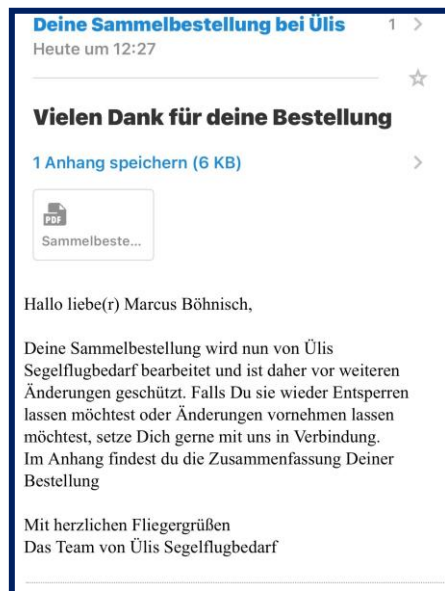 Deine Sammelbestellung bei Ülis 1
Heute um 12:27
Vielen Dank für deine Bestellung
1 Anhang speichern (6 KB)
PDF
Sammelbeste...
Hallo liebe(r) Marcus Böhnisch,
Deine Sammelbestellung wird nun von Ülis
Segelflugbedarf bearbeitet und ist daher vor weiteren
Änderungen geschützt. Falls Du sie wieder Entsperren
lassen möchtest oder Änderungen vornehmen lassen
möchtest, setze Dich gerne mit uns in Verbindung.
Im Anhang findest du die Zusammenfassung Deiner
Bestellung
Mit herzlichen Fliegergrüßen
Das Team von Ülis Segelflugbedarf